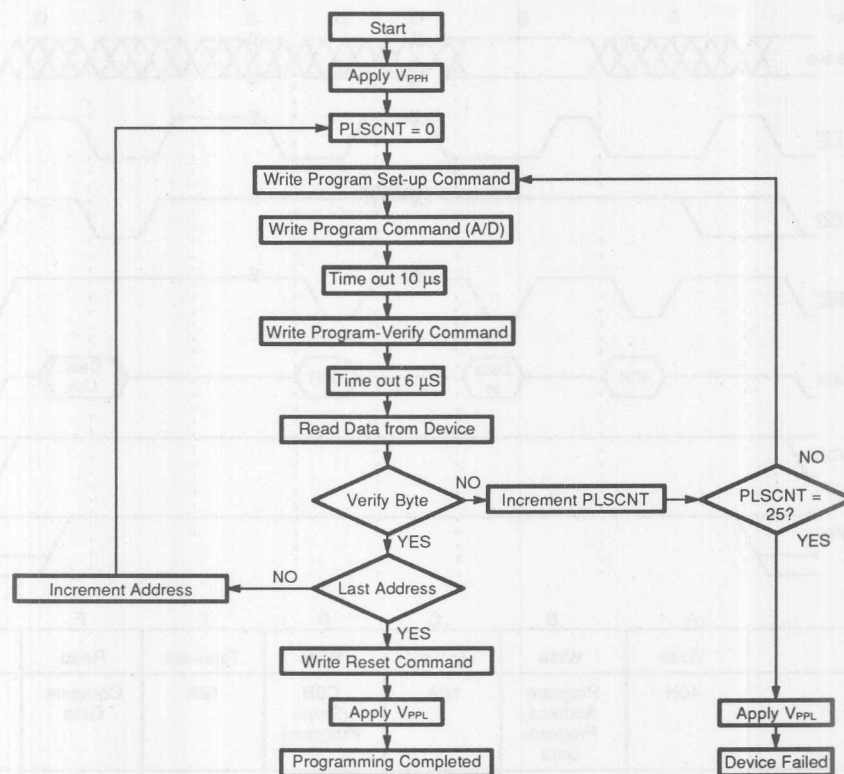 Start
Apply VPPH
PLSCNT = 0
Write Program Set-up Command
Write Program Command (A/D)
Time out 10 µs
Write Program-Verify Command
Time out 6 µS
Read Data from Device
Verify Byte
NO
Increment PLSCNT
PLSCNT =
25?
NO
YES
YES
Last Address
NO
Increment Address
YES
Write Reset Command
Apply VPPL
Programming Completed
Apply VPPL
Device Failed